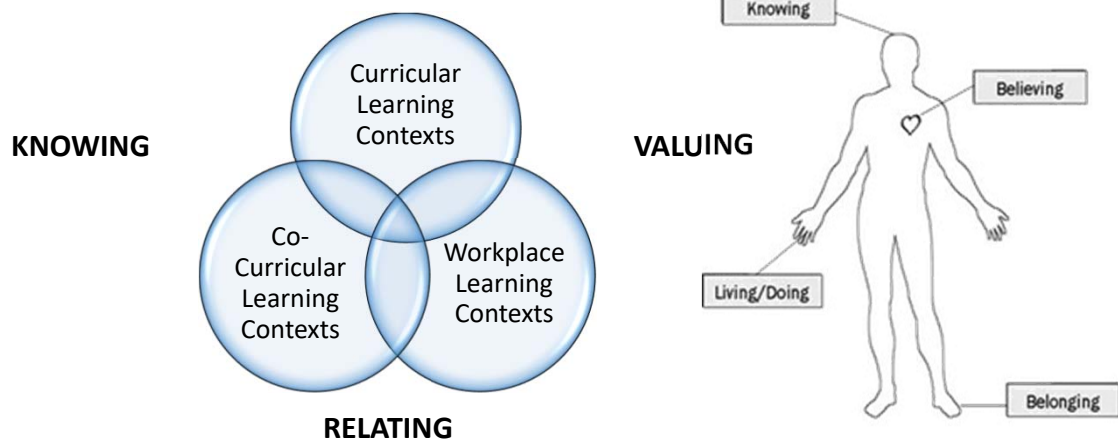 KNOWING
Curricular
Learning
Contexts
Co-
Curricular
Learning
Contexts
Workplace
Learning
Contexts
RELATING
VALUING
Knowing
Believing
Living/Doing
Belonging